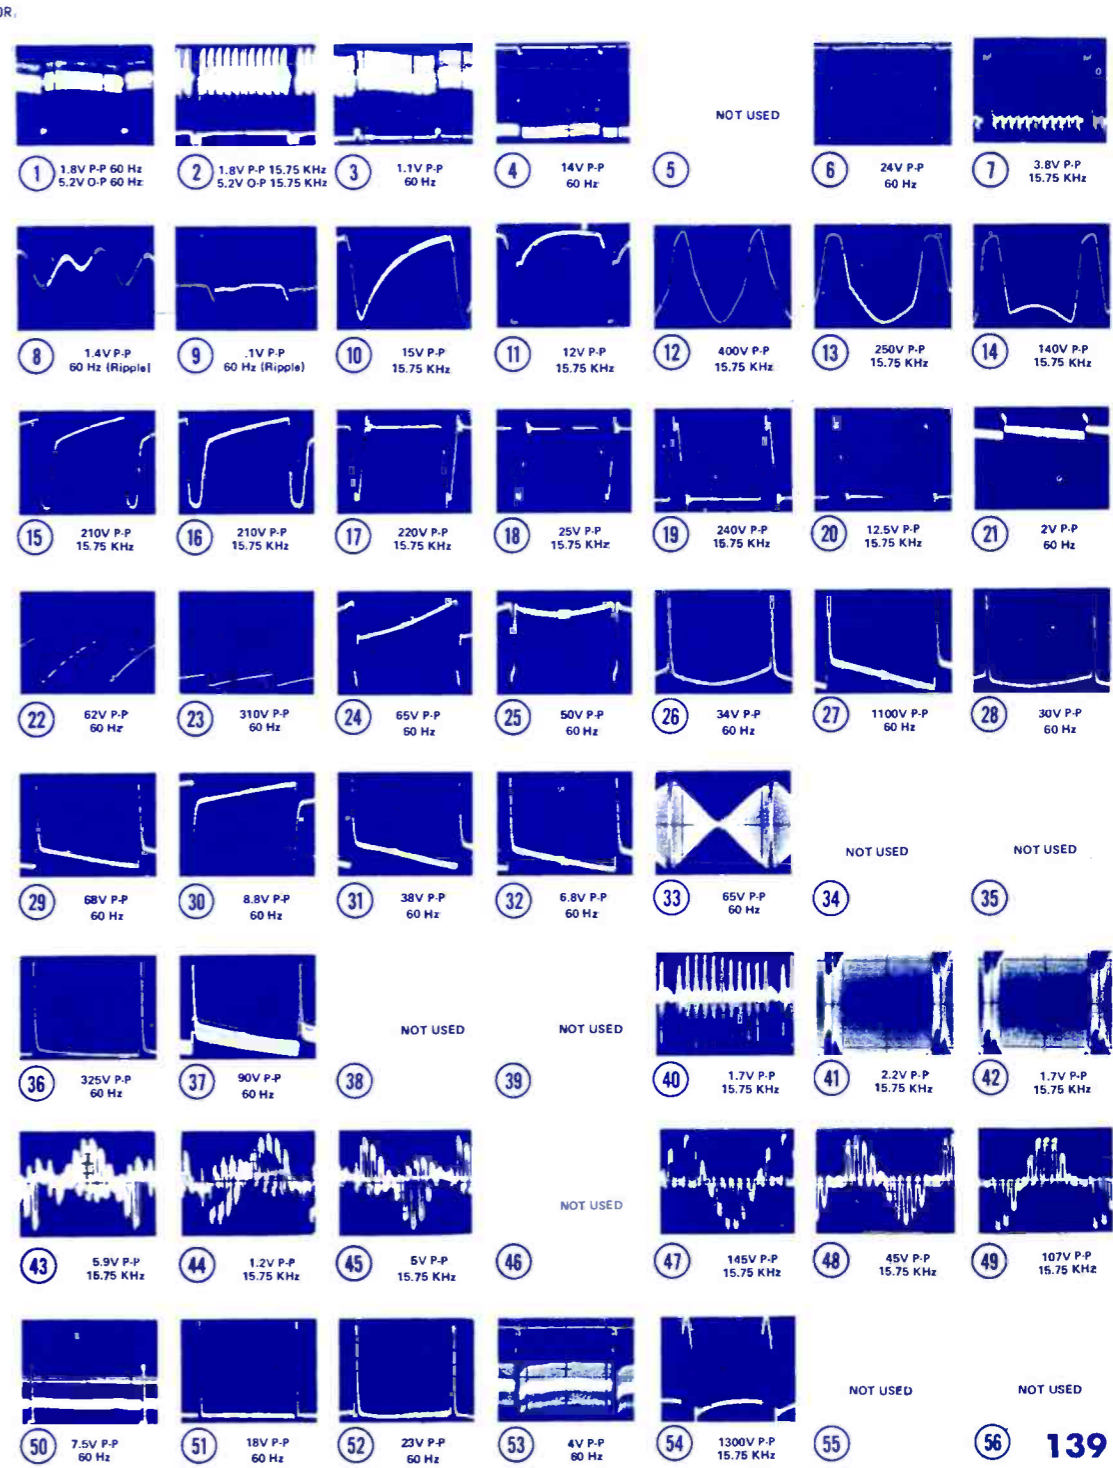 OR.
1 1.8V P-P 60 Hz
5.2V O-P 60 Hz
2 1.8V P-P 15.75 KHz
5.2V O-P 15.75 KHz
3 1.1V P-P
60 Hz
4 14V P-P
60 Hz
NOT USED
5
6 24V P-P
60 Hz
7 3.8V P-P
15.75 KHz
8 1.4V P-P
60 Hz (Ripple)
9 .1V P-P
60 Hz (Ripple)
10 15V P-P
15.75 KHz
11 12V P-P
15.75 KHz
12 400V P-P
15.75 KHz
13 250V P-P
15.75 KHz
14 140V P-P
15.75 KHz
15 210V P-P
15.75 KHz
16 210V P-P
15.75 KHz
17 220V P-P
15.75 KHz
18 25V P-P
15.75 KHz
19 240V P-P
15.75 KHz
20 12.5V P-P
15.75 KHz
21 2V P-P
60 Hz
22 62V P-P
60 Hz
23 310V P-P
60 Hz
24 65V P-P
60 Hz
25 50V P-P
60 Hz
26 34V P-P
60 Hz
27 1100V P-P
60 Hz
28 30V P-P
60 Hz
29 68V P-P
60 Hz
30 8.8V P-P
60 Hz
31 38V P-P
60 Hz
32 6.8V P-P
60 Hz
33 65V P-P
60 Hz
NOT USED
34
NOT USED
35
36 325V P-P
60 Hz
37 90V P-P
60 Hz
NOT USED
38
NOT USED
39
40 1.7V P-P
15.75 KHz
41 2.2V P-P
15.75 KHz
42 1.7V P-P
15.75 KHz
43 5.9V P-P
15.75 KHz
44 1.2V P-P
15.75 KHz
45 5V P-P
15.75 KHz
NOT USED
46
47 145V P-P
15.75 KHz
48 45V P-P
15.75 KHz
49 107V P-P
15.75 KHz
50 7.5V P-P
60 Hz
51 18V P-P
60 Hz
52 23V P-P
60 Hz
53 4V P-P
60 Hz
54 1300V P-P
15.75 KHz
NOT USED
55
NOT USED
56
139